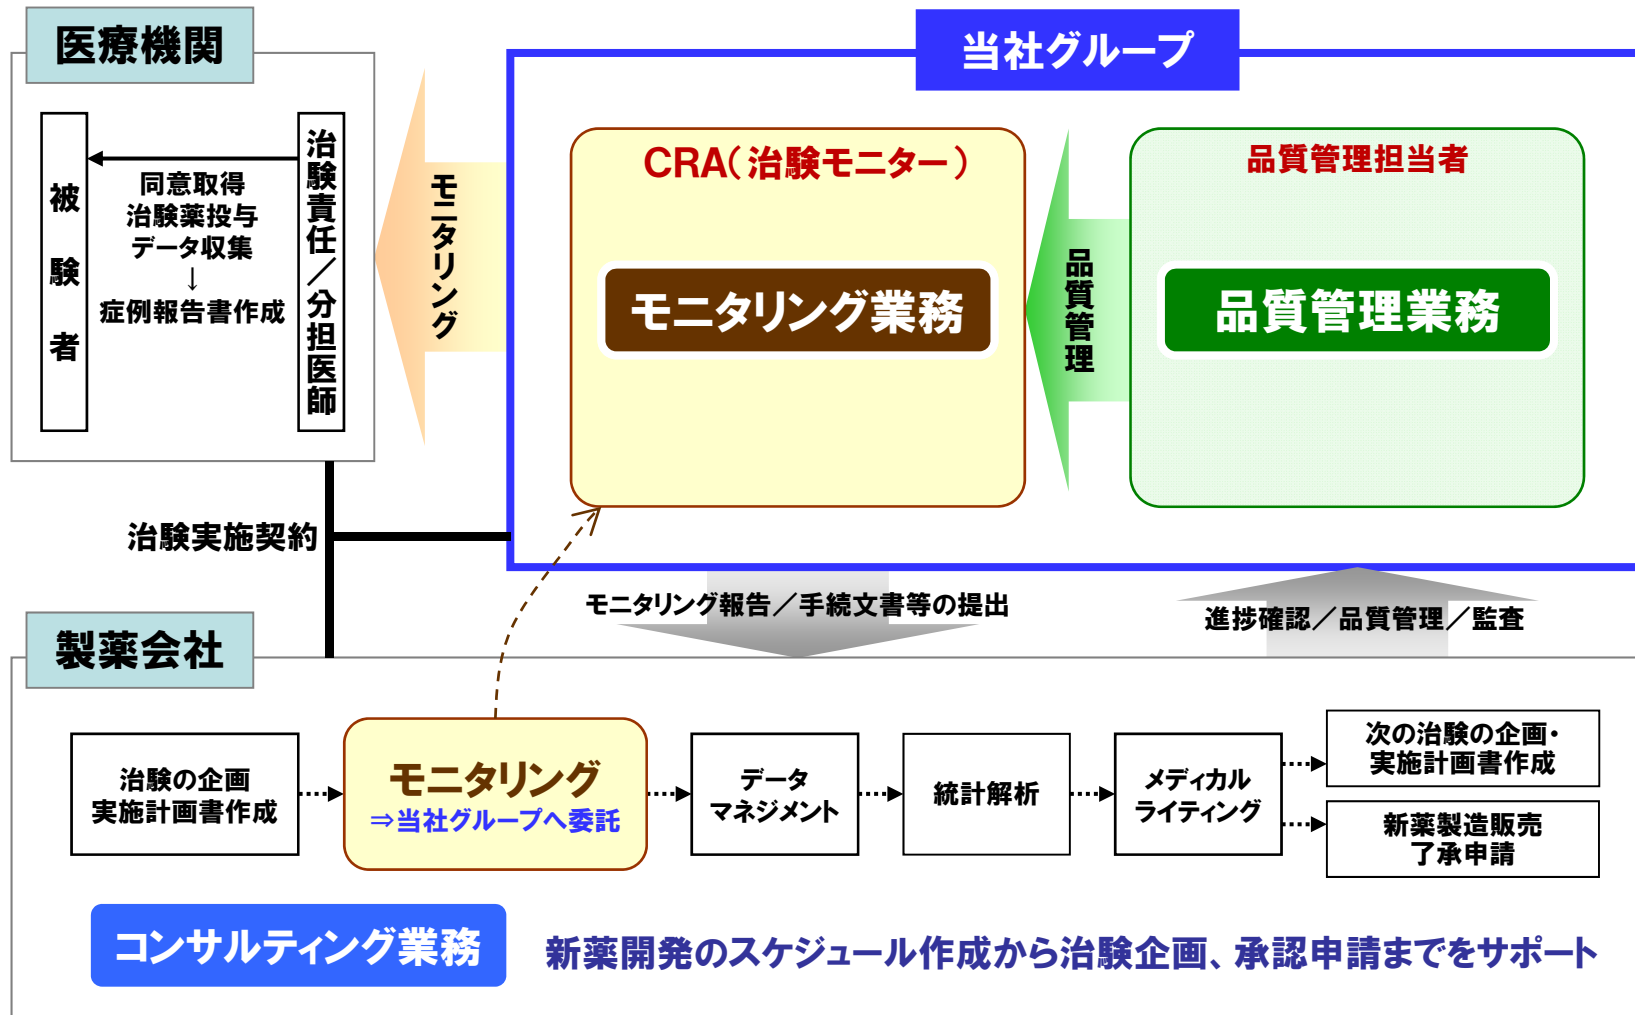 医療機関
当社グループ
被験者
同意取得
治験薬投与
データ収集
↓
症例報告書作成
治験責任／分担医師
モニタリング
CRA（治験モニター）
モニタリング業務
品質管理
品質管理担当者
品質管理業務
治験実施契約
モニタリング報告／手続文書等の提出
進捗確認／品質管理／監査
製薬会社
治験の企画
実施計画書作成
モニタリング
⇒当社グループへ委託
データ
マネジメント
統計解析
メディカル
ライティング
次の治験の企画・
実施計画書作成
新薬製造販売
了承申請
コンサルティング業務
新薬開発のスケジュール作成から治験企画、承認申請までをサポート